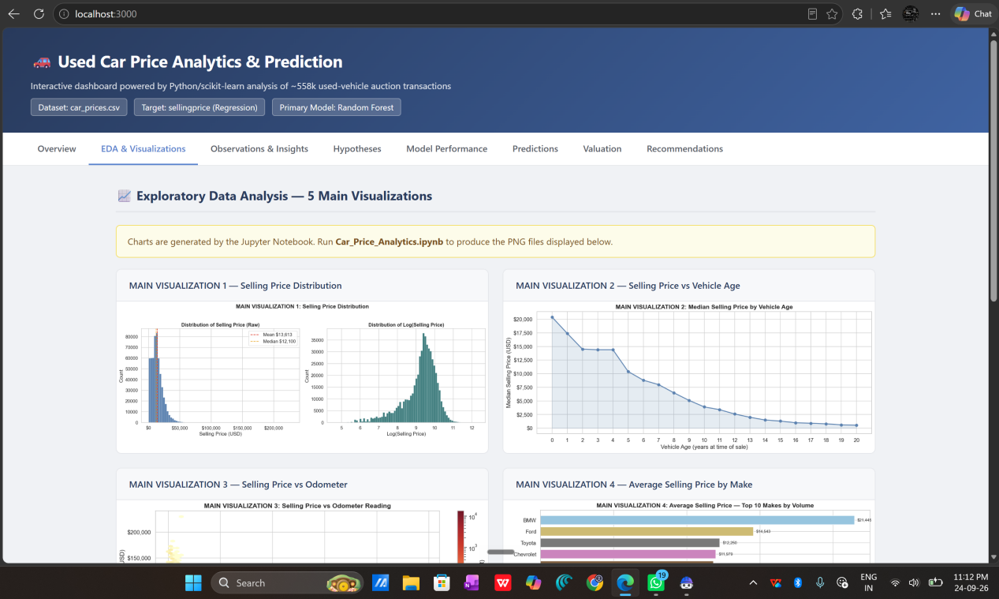 localhost:3000
Chat
Used Car Price Analytics & Prediction
Interactive dashboard powered by Python/scikit-learn analysis of ~558k used-vehicle auction transactions
Dataset: car_prices.csv
Target: sellingprice (Regression)
Primary Model: Random Forest
Overview
EDA & Visualizations
Observations & Insights
Hypotheses
Model Performance
Predictions
Valuation
Recommendations
Exploratory Data Analysis — 5 Main Visualizations
Charts are generated by the Jupyter Notebook. Run Car_Price_Analytics.ipynb to produce the PNG files displayed below.
MAIN VISUALIZATION 1 — Selling Price Distribution
MAIN VISUALIZATION 1: Selling Price Distribution
Distribution of Selling Price (Raw)
Mean $13,613
Median $12,100
80000
70000
60000
50000
40000
30000
20000
10000
0
Count
$0 $50,000 $100,000 $150,000 $200,000
Selling Price (USD)
Distribution of Log(Selling Price)
35000
30000
25000
20000
15000
10000
5000
0
Count
5 6 7 8 9 10 11 12
Log(Selling Price)
MAIN VISUALIZATION 2 — Selling Price vs Vehicle Age
MAIN VISUALIZATION 2: Median Selling Price by Vehicle Age
$20,000
$17,500
$15,000
$12,500
$10,000
$7,500
$5,000
$2,500
$0
Median Selling Price (USD)
0 1 2 3 4 5 6 7 8 9 10 11 12 13 14 15 16 17 18 19 20
Vehicle Age (years at time of sale)
MAIN VISUALIZATION 3 — Selling Price vs Odometer
MAIN VISUALIZATION 3: Selling Price vs Odometer Reading
$200,000
$150,000
USD)
10⁴
10³
MAIN VISUALIZATION 4 — Average Selling Price by Make
MAIN VISUALIZATION 4: Average Selling Price — Top 10 Makes by Volume
BMW $21,445
Ford $14,543
Toyota $12,250
Chevrolet $11,979
Search
19
ENG
IN
11:12 PM
24-09-26